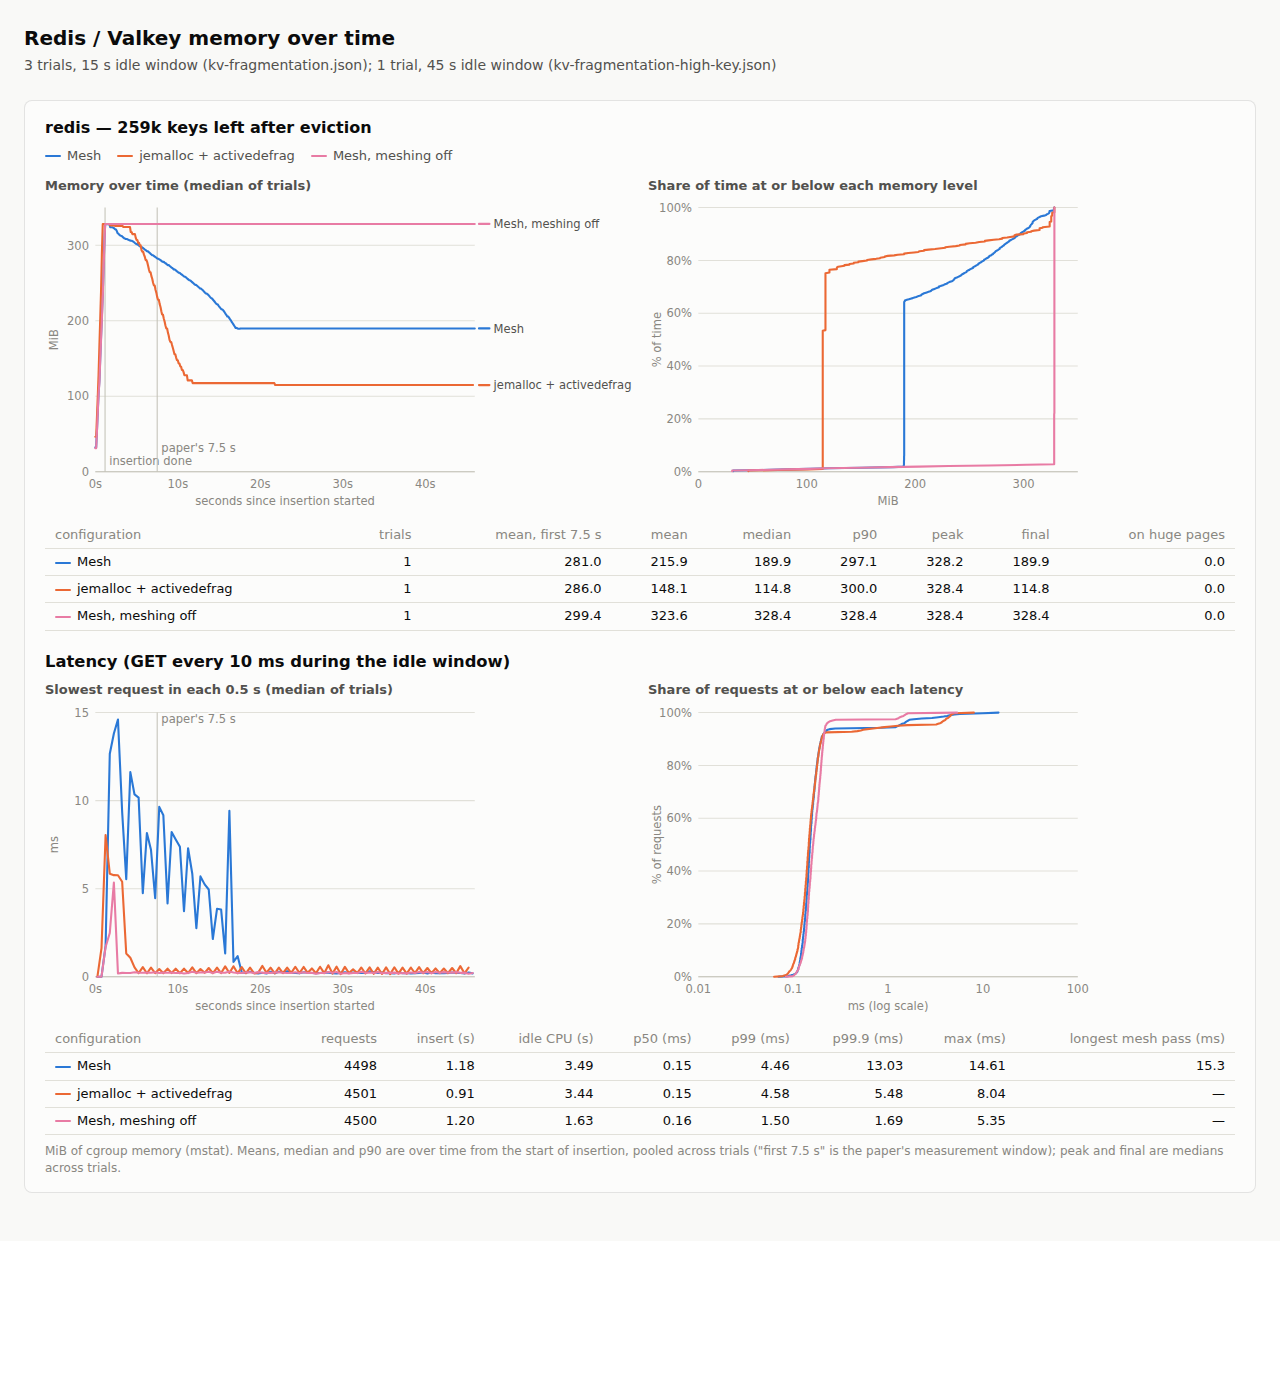 Redis / Valkey memory over time
3 trials, 15 s idle window (kv-fragmentation.json); 1 trial, 45 s idle window (kv-fragmentation-high-key.json)
redis — 259k keys left after eviction
Mesh jemalloc + activedefrag Mesh, meshing off
Memory over time (median of trials)
MiB
300
200
100
0
0s 10s 20s 30s 40s
seconds since insertion started
paper's 7.5 s
insertion done
Mesh, meshing off
Mesh
jemalloc + activedefrag
Share of time at or below each memory level
% of time
100%
80%
60%
40%
20%
0%
0 100 200 300
MiB
configuration trials mean, first 7.5 s mean median p90 peak final on huge pages
Mesh 1 281.0 215.9 189.9 297.1 328.2 189.9 0.0
jemalloc + activedefrag 1 286.0 148.1 114.8 300.0 328.4 114.8 0.0
Mesh, meshing off 1 299.4 323.6 328.4 328.4 328.4 328.4 0.0
Latency (GET every 10 ms during the idle window)
Slowest request in each 0.5 s (median of trials)
ms
15
10
5
0
0s 10s 20s 30s 40s
seconds since insertion started
paper's 7.5 s
Share of requests at or below each latency
% of requests
100%
80%
60%
40%
20%
0%
0.01 0.1 1 10 100
ms (log scale)
configuration requests insert (s) idle CPU (s) p50 (ms) p99 (ms) p99.9 (ms) max (ms) longest mesh pass (ms)
Mesh 4498 1.18 3.49 0.15 4.46 13.03 14.61 15.3
jemalloc + activedefrag 4501 0.91 3.44 0.15 4.58 5.48 8.04 —
Mesh, meshing off 4500 1.20 1.63 0.16 1.50 1.69 5.35 —
MiB of cgroup memory (mstat). Means, median and p90 are over time from the start of insertion, pooled across trials ("first 7.5 s" is the paper's measurement window); peak and final are medians
across trials.